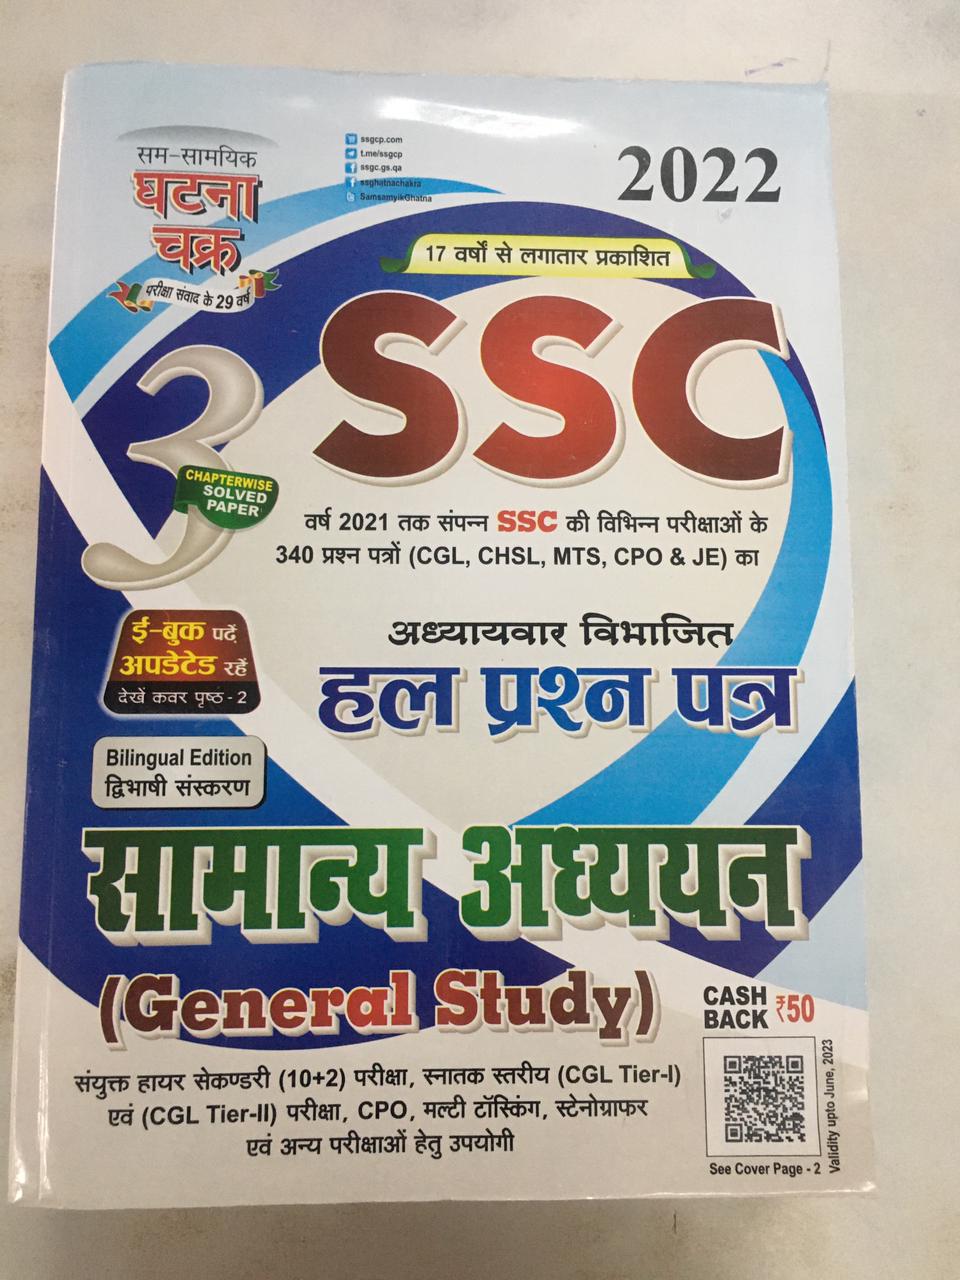 सम-सामयिक
घटना
चक्र
परीक्षा संवाद के 29 वर्ष
ssgcp.com
t.me/ssgcp
ssgc.gs.qa
ssghatnachakra
SamsamyikGhatna
2022
17 वर्षों से लगातार प्रकाशित
SSC
3
CHAPTERWISE
SOLVED
PAPER
वर्ष 2021 तक संपन्न SSC की विभिन्न परीक्षाओं के
340 प्रश्न पत्रों (CGL, CHSL, MTS, CPO & JE) का
अध्यायवार विभाजित
हल प्रश्न पत्र
ई-बुक पढ़ें
अपडेटेड रहें
देखें कवर पृष्ठ - 2
Bilingual Edition
द्विभाषी संस्करण
सामान्य अध्ययन
(General Study)
CASH
BACK ₹50
संयुक्त हायर सेकण्डरी (10+2) परीक्षा, स्नातक स्तरीय (CGL Tier-I)
एवं (CGL Tier-II) परीक्षा, CPO, मल्टी टॉस्किंग, स्टेनोग्राफर
एवं अन्य परीक्षाओं हेतु उपयोगी
Validity upto June, 2023
See Cover Page - 2